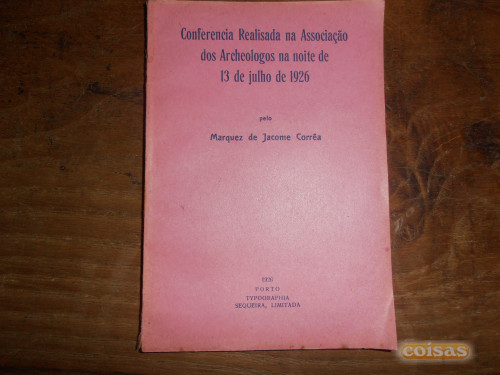 Conferencia Realisada na Associação
dos Archeologos na noite de
13 de julho de 1926
pelo
Marquez de Jacome Corrêa
1926
PORTO
TYPOGRAPHIA
SEQUEIRA, LIMITADA
coisas